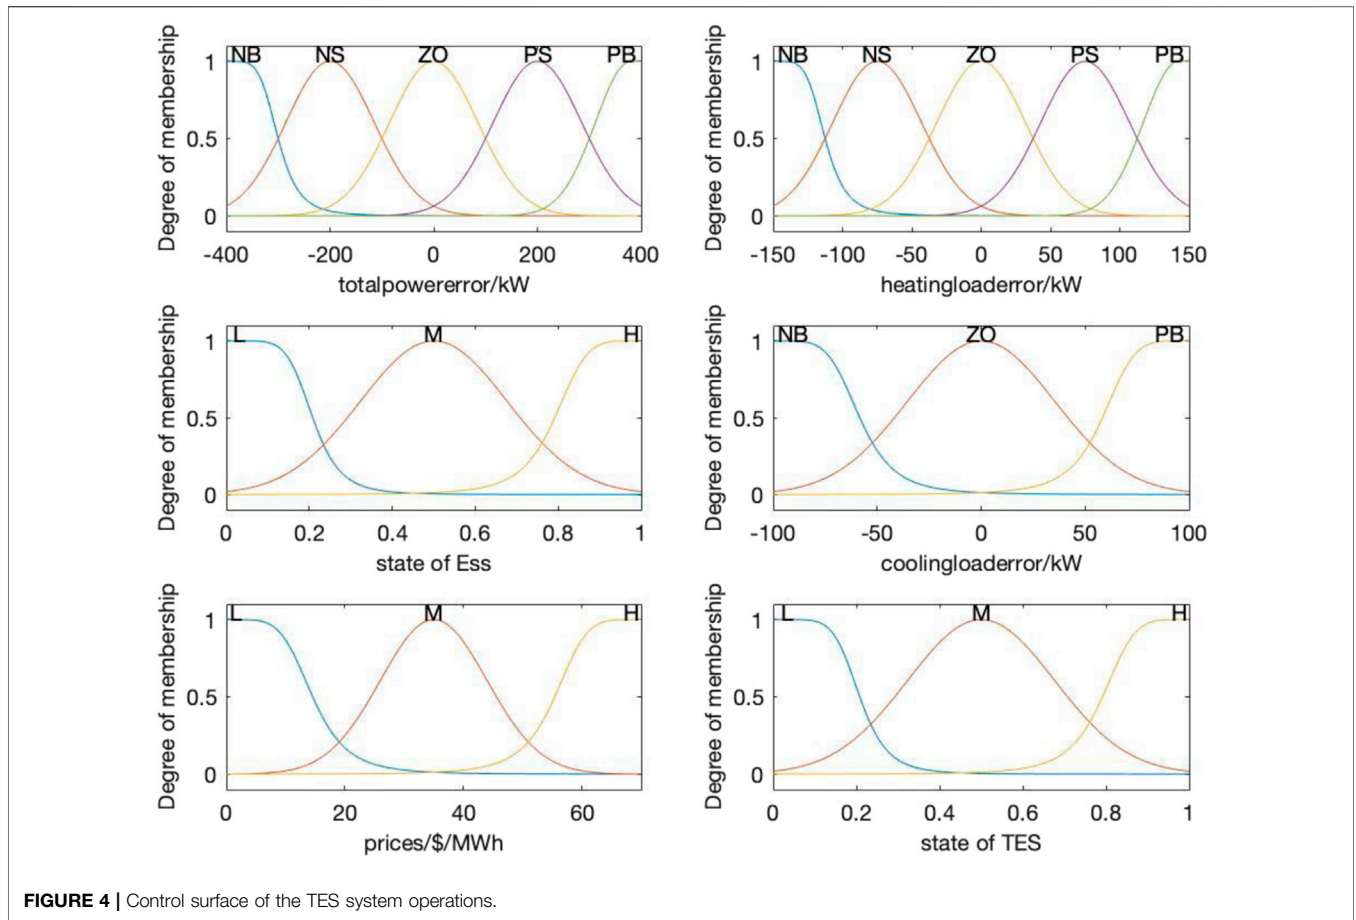 NB NS ZO PS PB
Degree of membership
1
0.5
0
-400 -200 0 200 400
totalpowererror/kW
NB NS ZO PS PB
Degree of membership
1
0.5
0
-150 -100 -50 0 50 100 150
heatingloaderror/kW
L M H
Degree of membership
1
0.5
0
0 0.2 0.4 0.6 0.8 1
state of Ess
NB ZO PB
Degree of membership
1
0.5
0
-100 -50 0 50 100
coolingloaderror/kW
L M H
Degree of membership
1
0.5
0
0 20 40 60
prices/$/MWh
L M H
Degree of membership
1
0.5
0
0 0.2 0.4 0.6 0.8 1
state of TES
FIGURE 4 | Control surface of the TES system operations.